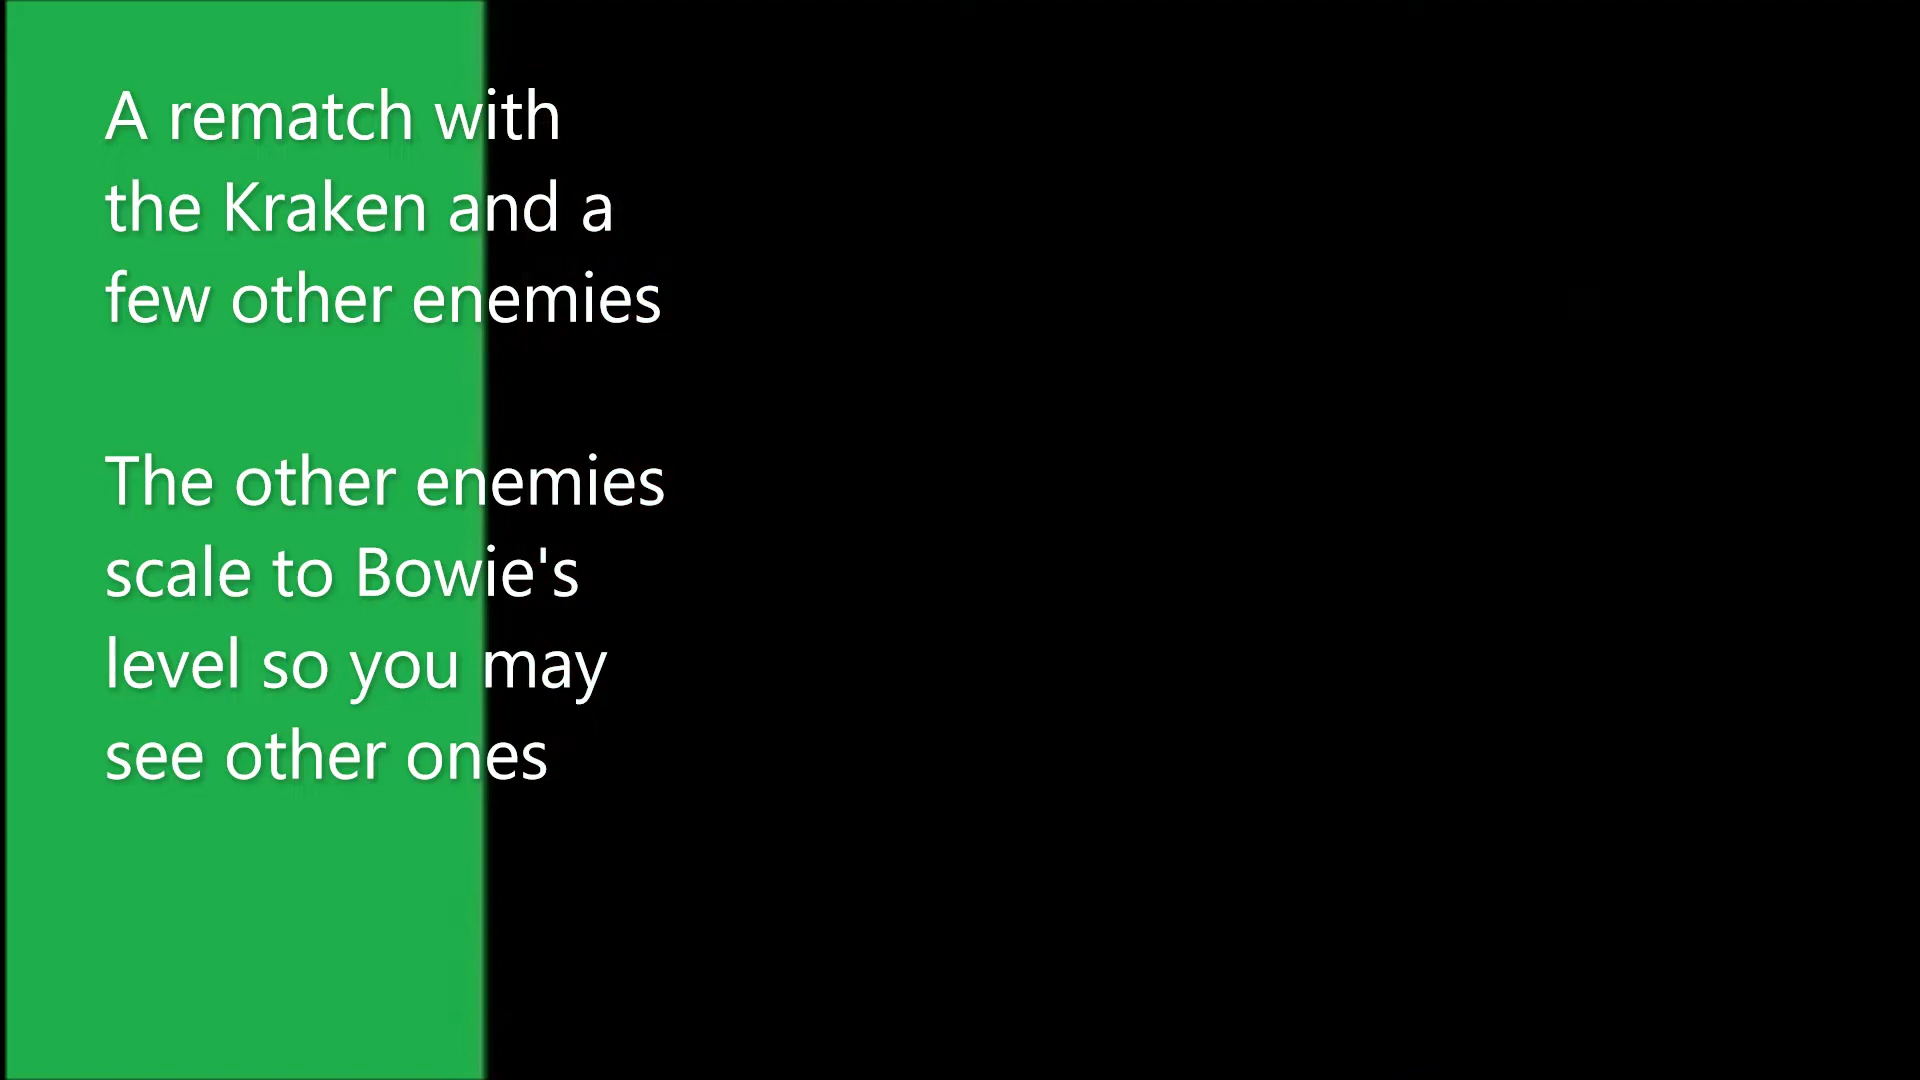 A rematch with
the Kraken and a
few other enemies
The other enemies
scale to Bowie's
level so you may
see other ones